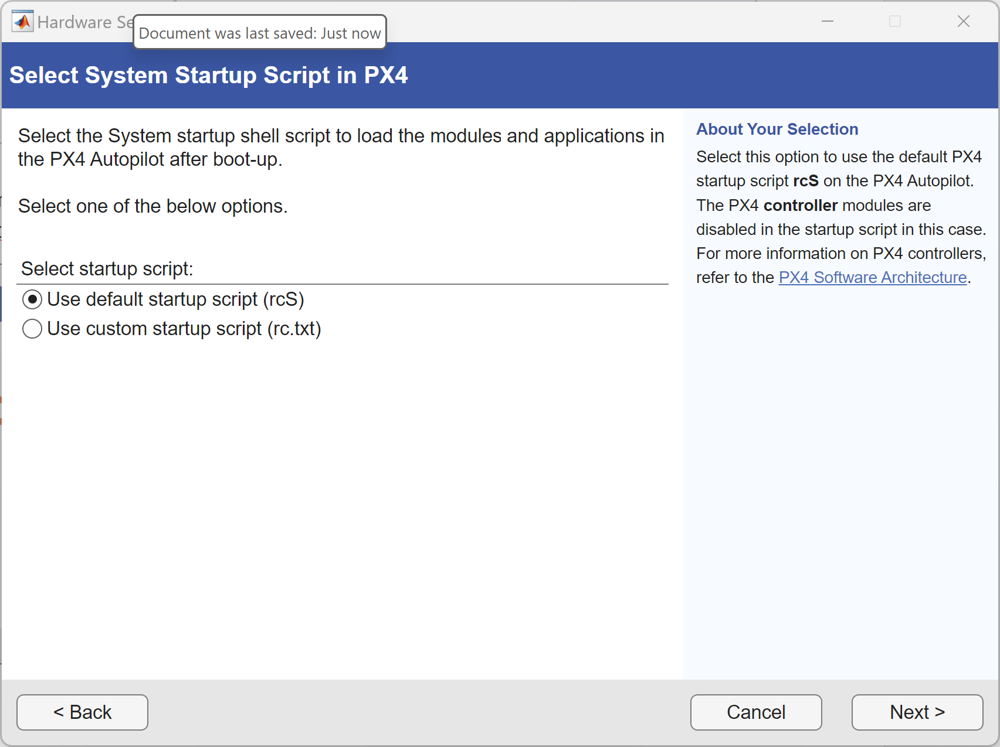 Hardware Se
Document was last saved: Just now
Select System Startup Script in PX4
Select the System startup shell script to load the modules and applications in
the PX4 Autopilot after boot-up.
Select one of the below options.
Select startup script:
Use default startup script (rcS)
Use custom startup script (rc.txt)
About Your Selection
Select this option to use the default PX4
startup script rcS on the PX4 Autopilot.
The PX4 controller modules are
disabled in the startup script in this case.
For more information on PX4 controllers,
refer to the PX4 Software Architecture.
< Back
Cancel
Next >